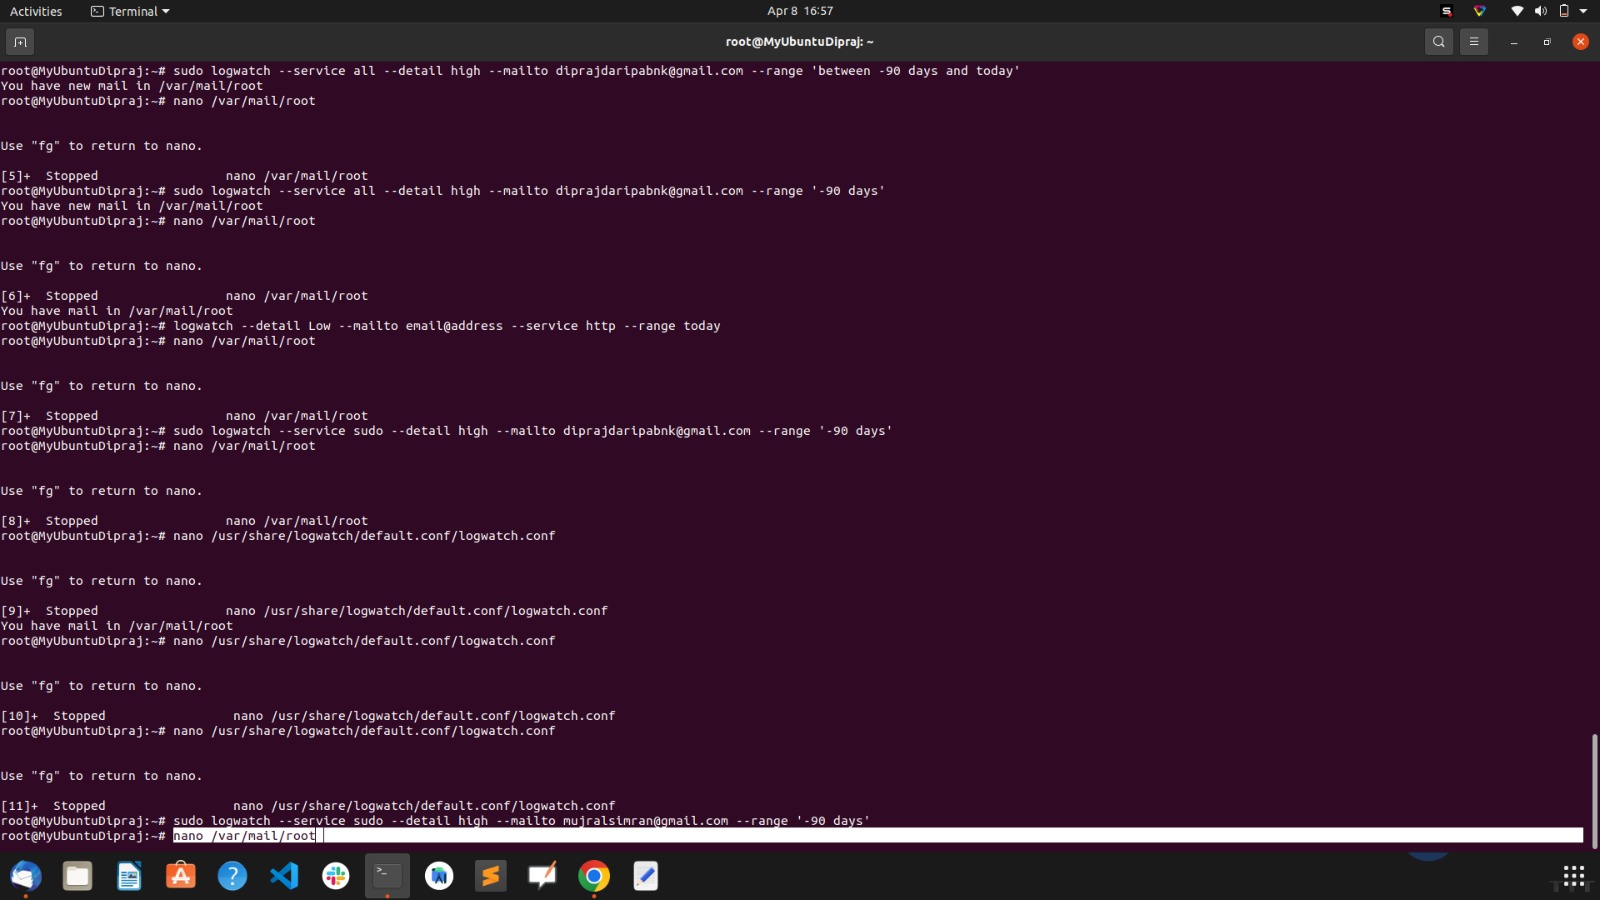 Activities
Terminal
Apr 8 16:57
root@MyUbuntuDipraj: ~
root@MyUbuntuDipraj:~# sudo logwatch --service all --detail high --mailto diprajdaripabnk@gmail.com --range 'between -90 days and today'
You have new mail in /var/mail/root
root@MyUbuntuDipraj:~# nano /var/mail/root
Use "fg" to return to nano.
[5]+  Stopped                 nano /var/mail/root
root@MyUbuntuDipraj:~# sudo logwatch --service all --detail high --mailto diprajdaripabnk@gmail.com --range '-90 days'
You have new mail in /var/mail/root
root@MyUbuntuDipraj:~# nano /var/mail/root
Use "fg" to return to nano.
[6]+  Stopped                 nano /var/mail/root
You have mail in /var/mail/root
root@MyUbuntuDipraj:~# logwatch --detail Low --mailto email@address --service http --range today
root@MyUbuntuDipraj:~# nano /var/mail/root
Use "fg" to return to nano.
[7]+  Stopped                 nano /var/mail/root
root@MyUbuntuDipraj:~# sudo logwatch --service sudo --detail high --mailto diprajdaripabnk@gmail.com --range '-90 days'
root@MyUbuntuDipraj:~# nano /var/mail/root
Use "fg" to return to nano.
[8]+  Stopped                 nano /var/mail/root
root@MyUbuntuDipraj:~# nano /usr/share/logwatch/default.conf/logwatch.conf
Use "fg" to return to nano.
[9]+  Stopped                 nano /usr/share/logwatch/default.conf/logwatch.conf
You have mail in /var/mail/root
root@MyUbuntuDipraj:~# nano /usr/share/logwatch/default.conf/logwatch.conf
Use "fg" to return to nano.
[10]+  Stopped                 nano /usr/share/logwatch/default.conf/logwatch.conf
root@MyUbuntuDipraj:~# nano /usr/share/logwatch/default.conf/logwatch.conf
Use "fg" to return to nano.
[11]+  Stopped                 nano /usr/share/logwatch/default.conf/logwatch.conf
root@MyUbuntuDipraj:~# sudo logwatch --service sudo --detail high --mailto mujralsimran@gmail.com --range '-90 days'
root@MyUbuntuDipraj:~# nano /var/mail/root